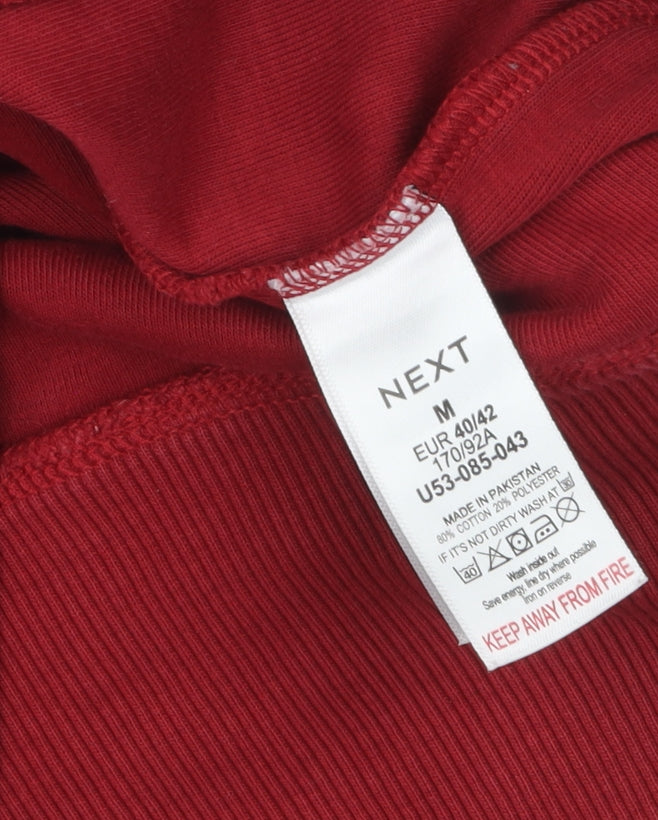 NEXT
M
EUR 40/42
170/92A
U53-085-043
MADE IN PAKISTAN
80% COTTON 20% POLYESTER
IF IT'S NOT DIRTY WASH AT 30
40
Wash inside out
Save energy, line dry where possible
Iron on reverse
KEEP AWAY FROM FIRE